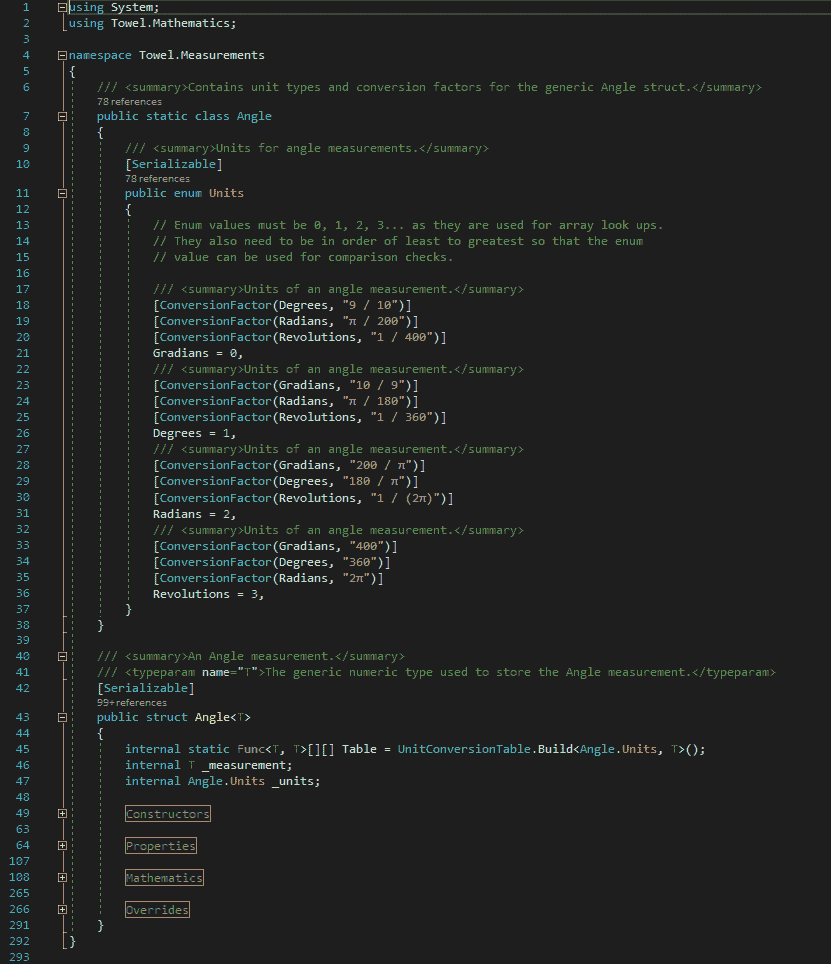 1 using System;
2 using Towel.Mathematics;
3
4 namespace Towel.Measurements
5 {
6 /// <summary>Contains unit types and conversion factors for the generic Angle struct.</summary>
78 references
7 public static class Angle
8 {
9 /// <summary>Units for angle measurements.</summary>
10 [Serializable]
78 references
11 public enum Units
12 {
13 // Enum values must be 0, 1, 2, 3... as they are used for array look ups.
14 // They also need to be in order of least to greatest so that the enum
15 // value can be used for comparison checks.
16
17 /// <summary>Units of an angle measurement.</summary>
18 [ConversionFactor(Degrees, "9 / 10")]
19 [ConversionFactor(Radians, "π / 200")]
20 [ConversionFactor(Revolutions, "1 / 400")]
21 Gradians = 0,
22 /// <summary>Units of an angle measurement.</summary>
23 [ConversionFactor(Gradians, "10 / 9")]
24 [ConversionFactor(Radians, "π / 180")]
25 [ConversionFactor(Revolutions, "1 / 360")]
26 Degrees = 1,
27 /// <summary>Units of an angle measurement.</summary>
28 [ConversionFactor(Gradians, "200 / π")]
29 [ConversionFactor(Degrees, "180 / π")]
30 [ConversionFactor(Revolutions, "1 / (2π)")]
31 Radians = 2,
32 /// <summary>Units of an angle measurement.</summary>
33 [ConversionFactor(Gradians, "400")]
34 [ConversionFactor(Degrees, "360")]
35 [ConversionFactor(Radians, "2π")]
36 Revolutions = 3,
37 }
38 }
39
40 /// <summary>An Angle measurement.</summary>
41 /// <typeparam name="T">The generic numeric type used to store the Angle measurement.</typeparam>
42 [Serializable]
99+references
43 public struct Angle<T>
44 {
45 internal static Func<T, T>[][] Table = UnitConversionTable.Build<Angle.Units, T>();
46 internal T _measurement;
47 internal Angle.Units _units;
48
49 Constructors
63
64 Properties
107
108 Mathematics
265
266 Overrides
291 }
292 }
293